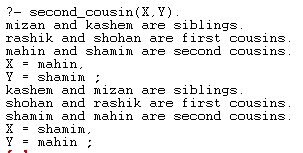 ?- second_cousin(X,Y).
mizan and kashem are siblings.
rashik and shohan are first cousins.
mahin and shamim are second cousins.
X = mahin,
Y = shamim ;
kashem and mizan are siblings.
shohan and rashik are first cousins.
shamim and mahin are second cousins.
X = shamim,
Y = mahin ;